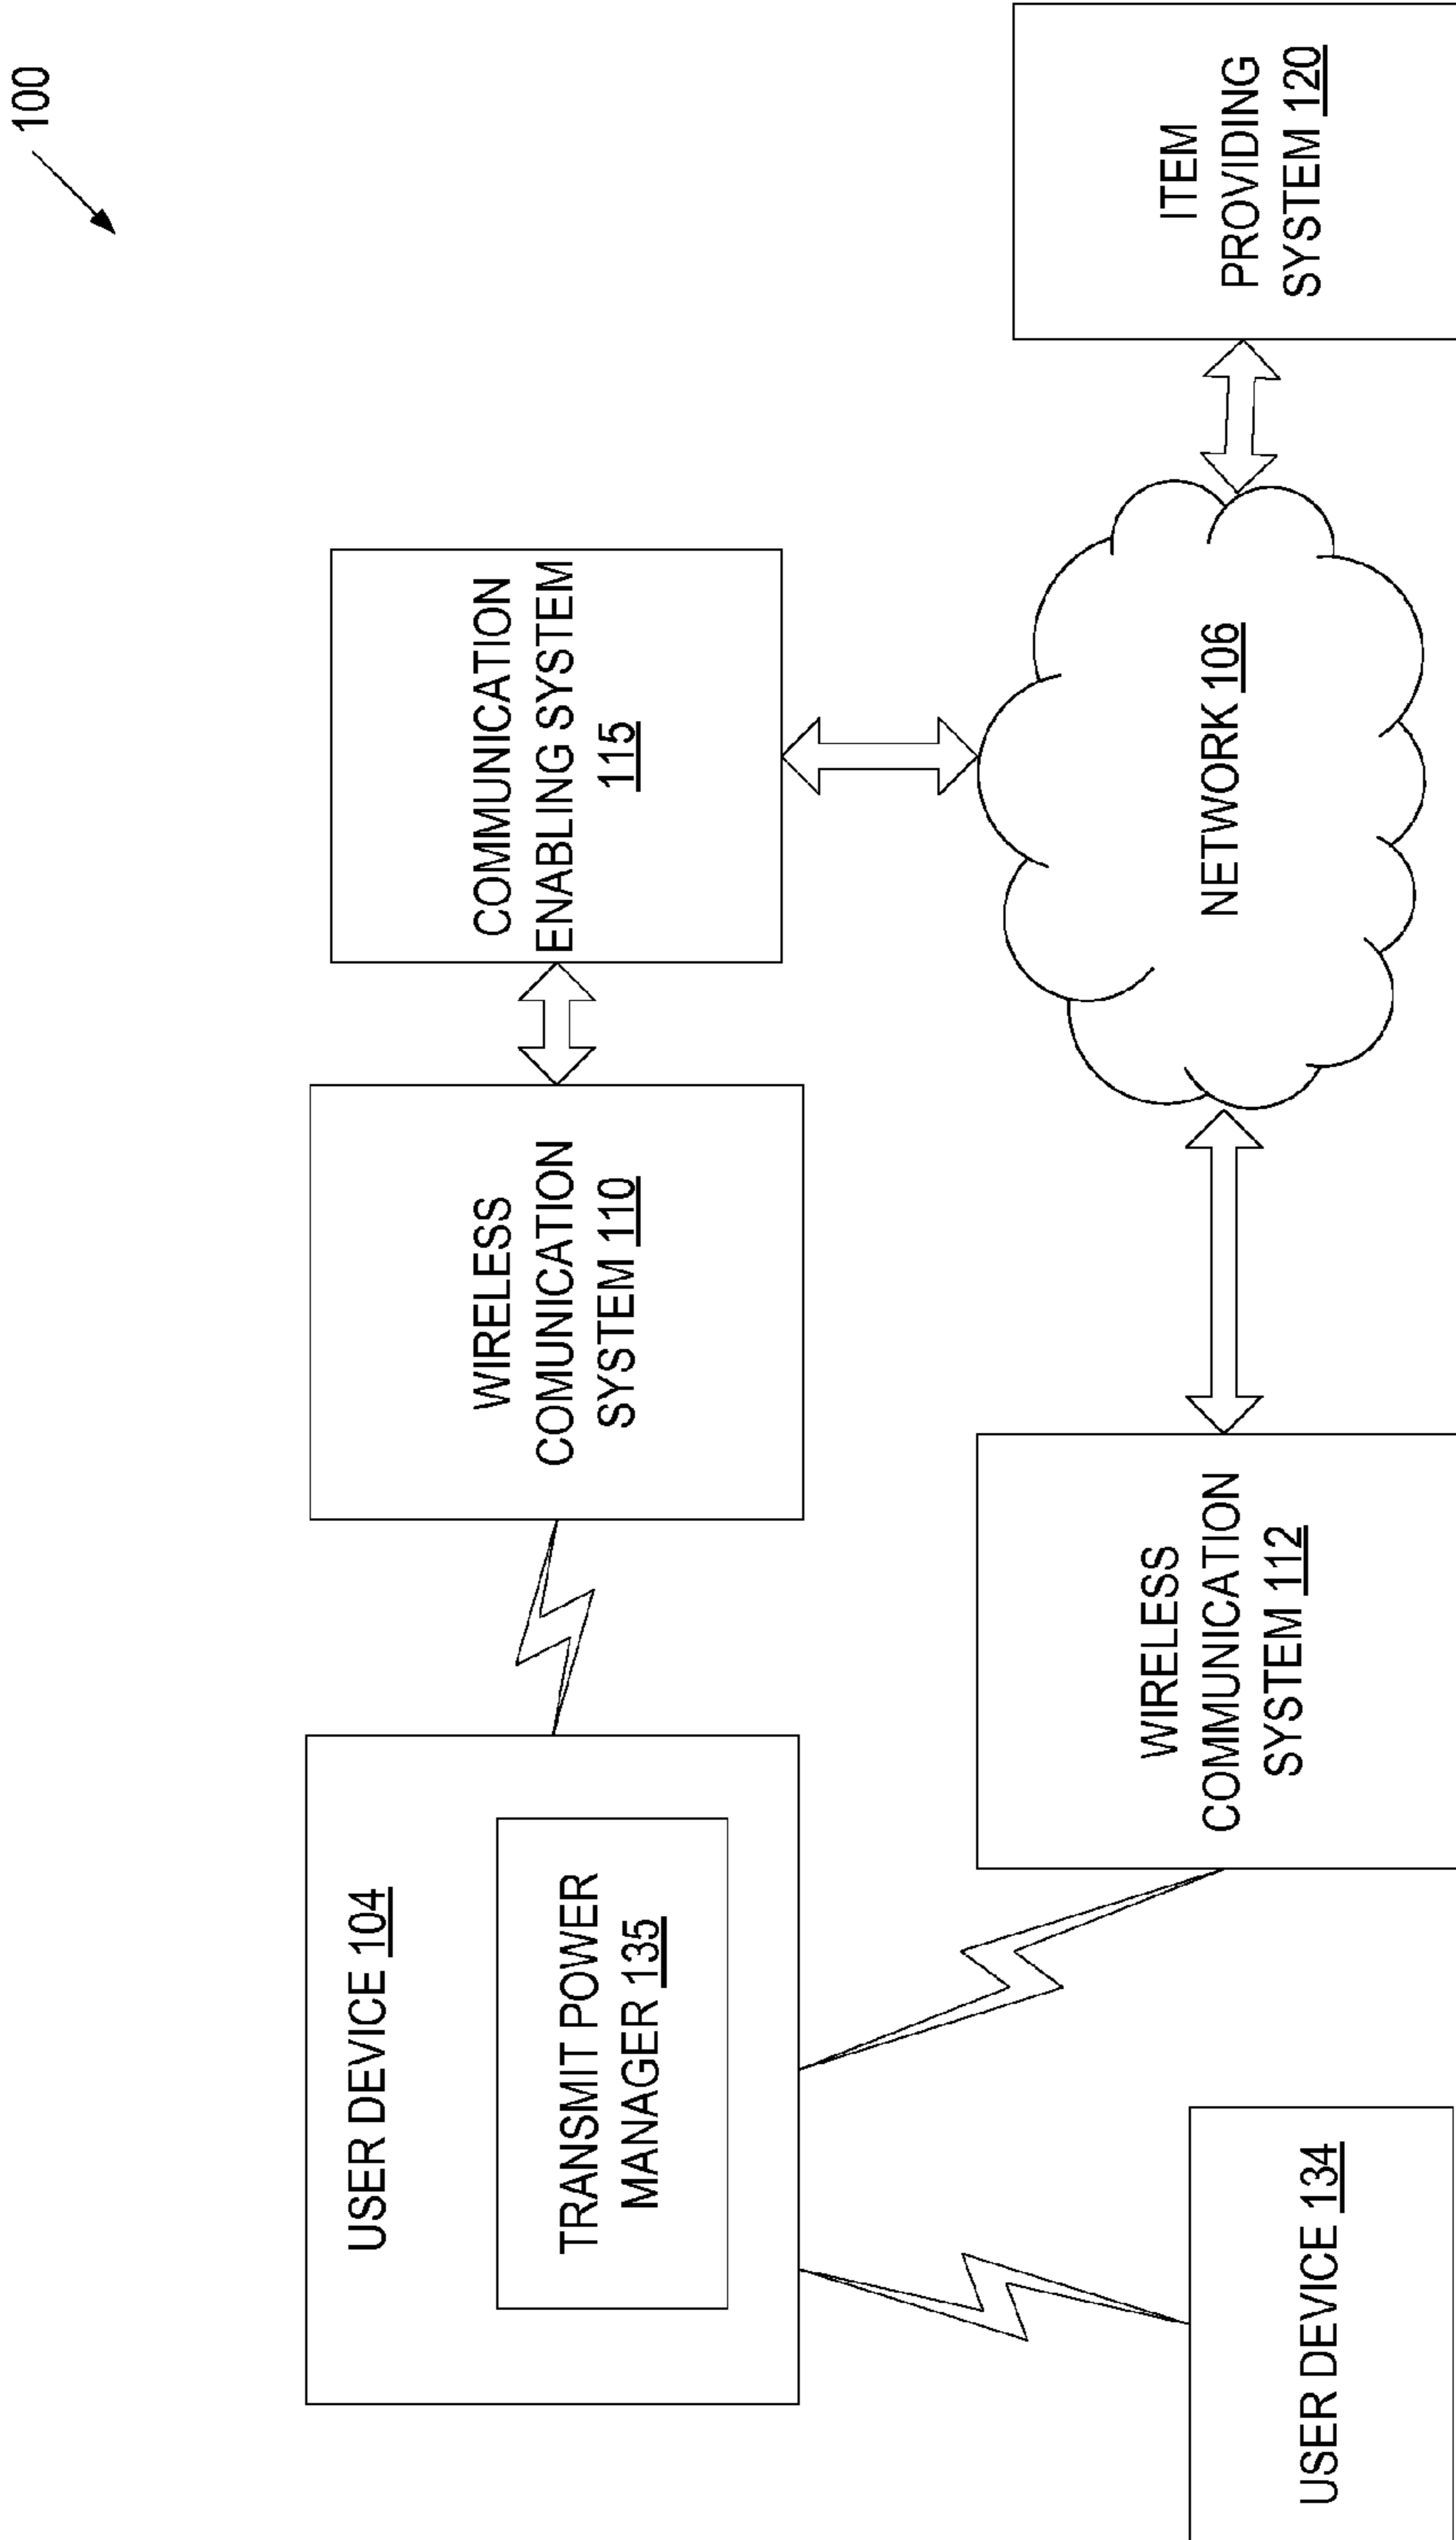 100
USER DEVICE 104
TRANSMIT POWER
MANAGER 135
WIRELESS
COMUNICATION
SYSTEM 110
COMMUNICATION
ENABLING SYSTEM
115
USER DEVICE 134
WIRELESS
COMMUNICATION
SYSTEM 112
NETWORK 106
ITEM
PROVIDING
SYSTEM 120